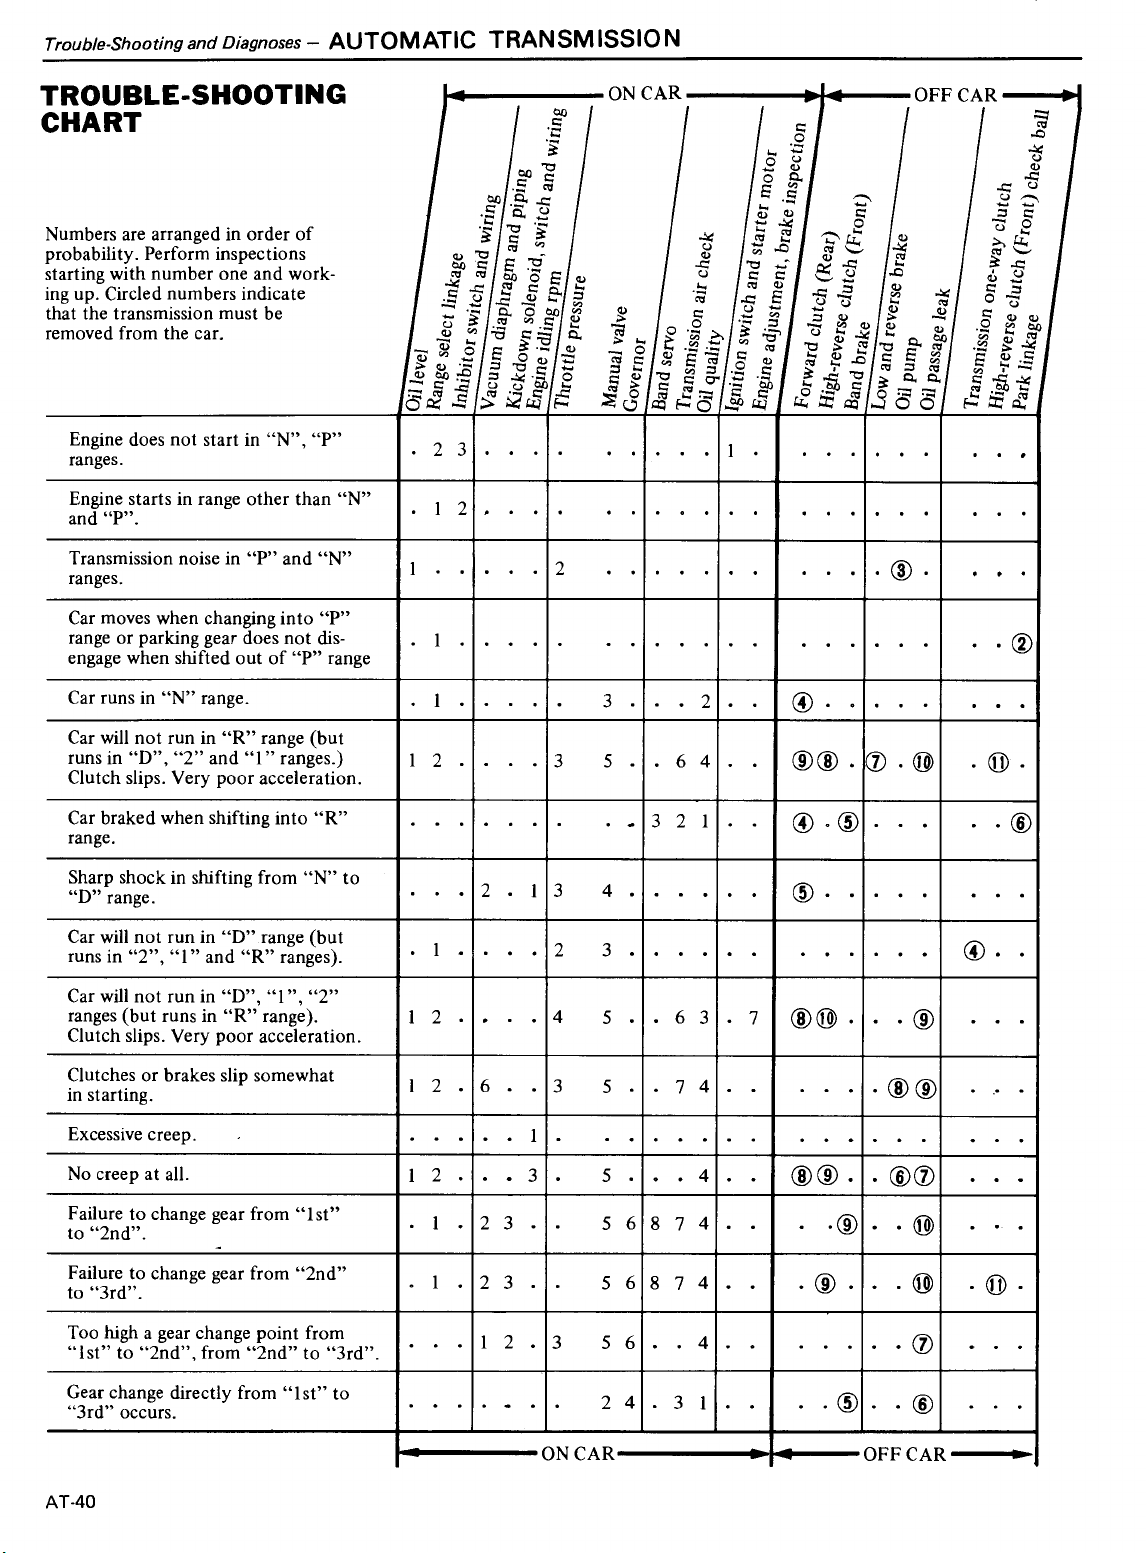 Trouble-Shooting and Diagnoses – AUTOMATIC TRANSMISSION
TROUBLE-SHOOTING
CHART
Numbers are arranged in order of
probability. Perform inspections
starting with number one and work-
ing up. Circled numbers indicate
that the transmission must be
removed from the car.
ON CAR OFF CAR
Oil level
Range select linkage
Inhibitor switch and wiring
Vacuum diaphragm and piping
Kickdown solenoid, switch and wiring
Engine idling rpm
Throttle pressure
Manual valve
Governor
Band servo
Transmission air check
Oil quality
Ignition switch and starter motor
Engine adjustment, brake inspection
Forward clutch (Rear)
High-reverse clutch (Front)
Band brake
Low and reverse brake
Oil pump
Oil passage leak
Transmission one-way clutch
High-reverse clutch (Front) check ball
Park linkage
Engine does not start in “N”, “P”
ranges.
. 2 3 . . . . . . . . . 1 . . . . . . . . . .
Engine starts in range other than “N”
and “P”.
. 1 2 . . . . . . . . . . . . . . . . . . . .
Transmission noise in “P” and “N”
ranges.
1 . . . . . 2 . . . . . . . . . . . ③ . . . .
Car moves when changing into “P”
range or parking gear does not dis-
engage when shifted out of “P” range
. 1 . . . . . . . . . . . . . . . . . . . . ②
Car runs in “N” range.
. 1 . . . . . 3 . . . 2 . . ④ . . . . . . . .
Car will not run in “R” range (but
runs in “D”, “2” and “1” ranges.)
Clutch slips. Very poor acceleration.
1 2 . . . . 3 5 . . 6 4 . . ⑨ ⑧ . ⑦ . ⑩ . ⑪ .
Car braked when shifting into “R”
range.
. . . . . . . . . 3 2 1 . . ④ . ⑤ . . . . . ⑥
Sharp shock in shifting from “N” to
“D” range.
. . . 2 . 1 3 4 . . . . . . ⑤ . . . . . . . .
Car will not run in “D” range (but
runs in “2”, “1” and “R” ranges).
. 1 . . . . 2 3 . . . . . . . . . . . . ④ . .
Car will not run in “D”, “1”, “2”
ranges (but runs in “R” range).
Clutch slips. Very poor acceleration.
1 2 . . . . 4 5 . . 6 3 . 7 ⑧ ⑩ . . . ⑨ . . .
Clutches or brakes slip somewhat
in starting.
1 2 . 6 . . 3 5 . . 7 4 . . . . . . ⑧ ⑨ . . .
Excessive creep.
. . . . . 1 . . . . . . . . . . . . . . . . .
No creep at all.
1 2 . . . 3 . 5 . . . 4 . . ⑧ ⑨ . . ⑥ ⑦ . . .
Failure to change gear from “1st”
to “2nd”.
. 1 . 2 3 . . 5 6 8 7 4 . . . . ⑨ . . ⑩ . . .
Failure to change gear from “2nd”
to “3rd”.
. 1 . 2 3 . . 5 6 8 7 4 . . . ⑨ . . . ⑩ . ⑪ .
Too high a gear change point from
“1st” to “2nd”, from “2nd” to “3rd”.
. . . 1 2 . 3 5 6 . . 4 . . . . . . . ⑦ . . .
Gear change directly from “1st” to
“3rd” occurs.
. . . . . . . 2 4 . 3 1 . . . . ⑤ . . ⑥ . . .
ON CAR OFF CAR
AT-40